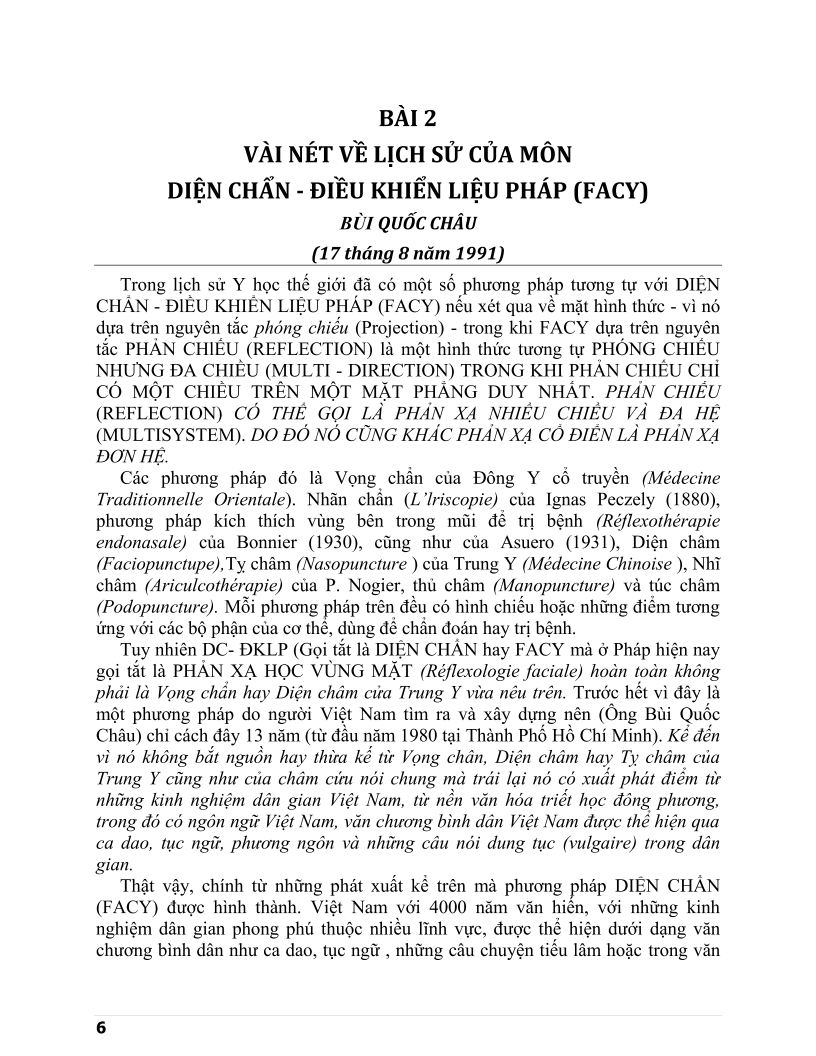 BÀI 2
VÀI NÉT VỀ LỊCH SỬ CỦA MÔN
DIỆN CHẨN - ĐIỀU KHIỂN LIỆU PHÁP (FACY)
BÙI QUỐC CHÂU
(17 tháng 8 năm 1991)
Trong lịch sử Y học thế giới đã có một số phương pháp tương tự với DIỆN
CHẨN - ĐIỀU KHIỂN LIỆU PHÁP (FACY) nếu xét qua về mặt hình thức - vì nó
dựa trên nguyên tắc phóng chiếu (Projection) - trong khi FACY dựa trên nguyên
tắc PHẢN CHIẾU (REFLECTION) là một hình thức tương tự PHÓNG CHIẾU
NHƯNG ĐA CHIỀU (MULTI - DIRECTION) TRONG KHI PHẢN CHIẾU CHỈ
CÓ MỘT CHIỀU TRÊN MỘT MẶT PHẲNG DUY NHẤT. PHẢN CHIẾU
(REFLECTION) CÓ THỂ GỌI LÀ PHẢN XẠ NHIỀU CHIỀU VÀ ĐA HỆ
(MULTISYSTEM). DO ĐÓ NÓ CŨNG KHÁC PHẢN XẠ CỔ ĐIỂN LÀ PHẢN XẠ
ĐƠN HỆ.
Các phương pháp đó là Vọng chẩn của Đông Y cổ truyền (Médecine
Traditionnelle Orientale). Nhãn chẩn (L’lriscopie) của Ignas Peczely (1880),
phương pháp kích thích vùng bên trong mũi để trị bệnh (Réflexothérapie
endonasale) của Bonnier (1930), cũng như của Asuero (1931), Diện châm
(Faciopunctupe),Tỵ châm (Nasopuncture ) của Trung Y (Médecine Chinoise ), Nhĩ
châm (Ariculcothérapie) của P. Nogier, thủ châm (Manopuncture) và túc châm
(Podopuncture). Mỗi phương pháp trên đều có hình chiếu hoặc những điểm tương
ứng với các bộ phận của cơ thể, dùng để chẩn đoán hay trị bệnh.
Tuy nhiên DC- ĐKLP (Gọi tắt là DIỆN CHẨN hay FACY mà ở Pháp hiện nay
gọi tắt là PHẢN XẠ HỌC VÙNG MẶT (Réflexologie faciale) hoàn toàn không
phải là Vọng chẩn hay Diện châm cửa Trung Y vừa nêu trên. Trước hết vì đây là
một phương pháp do người Việt Nam tìm ra và xây dựng nên (Ông Bùi Quốc
Châu) chỉ cách đây 13 năm (từ đầu năm 1980 tại Thành Phố Hồ Chí Minh). Kể đến
vì nó không bắt nguồn hay thừa kế từ Vọng chân, Diện châm hay Tỵ châm của
Trung Y cũng như của châm cứu nói chung mà trái lại nó có xuất phát điểm từ
những kinh nghiệm dân gian Việt Nam, từ nền văn hóa triết học đông phương,
trong đó có ngôn ngữ Việt Nam, văn chương bình dân Việt Nam được thể hiện qua
ca dao, tục ngữ, phương ngôn và những câu nói dung tục (vulgaire) trong dân
gian.
Thật vậy, chính từ những phát xuất kể trên mà phương pháp DIỆN CHẨN
(FACY) được hình thành. Việt Nam với 4000 năm văn hiến, với những kinh
nghiệm dân gian phong phú thuộc nhiều lĩnh vực, được thể hiện dưới dạng văn
chương bình dân như ca dao, tục ngữ , những câu chuyện tiếu lâm hoặc trong văn
6